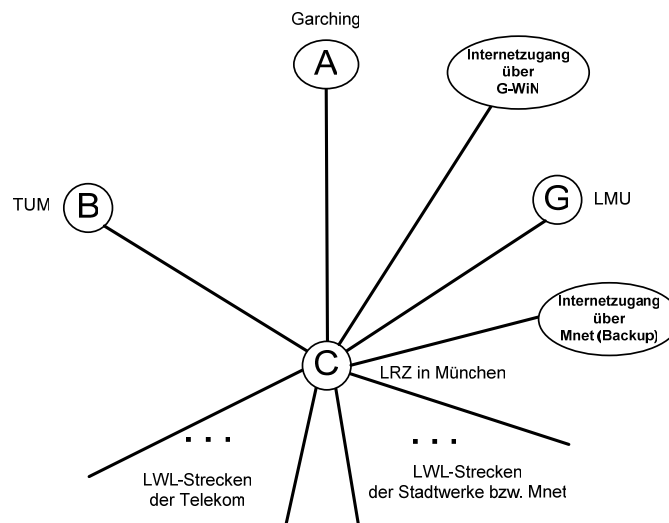 Garching
A
Internetzugang
über
G-WiN
TUM
B
G
LMU
Internetzugang
über
Mnet (Backup)
C
LRZ in München
. . .
. . .
LWL-Strecken
der Telekom
LWL-Strecken
der Stadtwerke bzw. Mnet